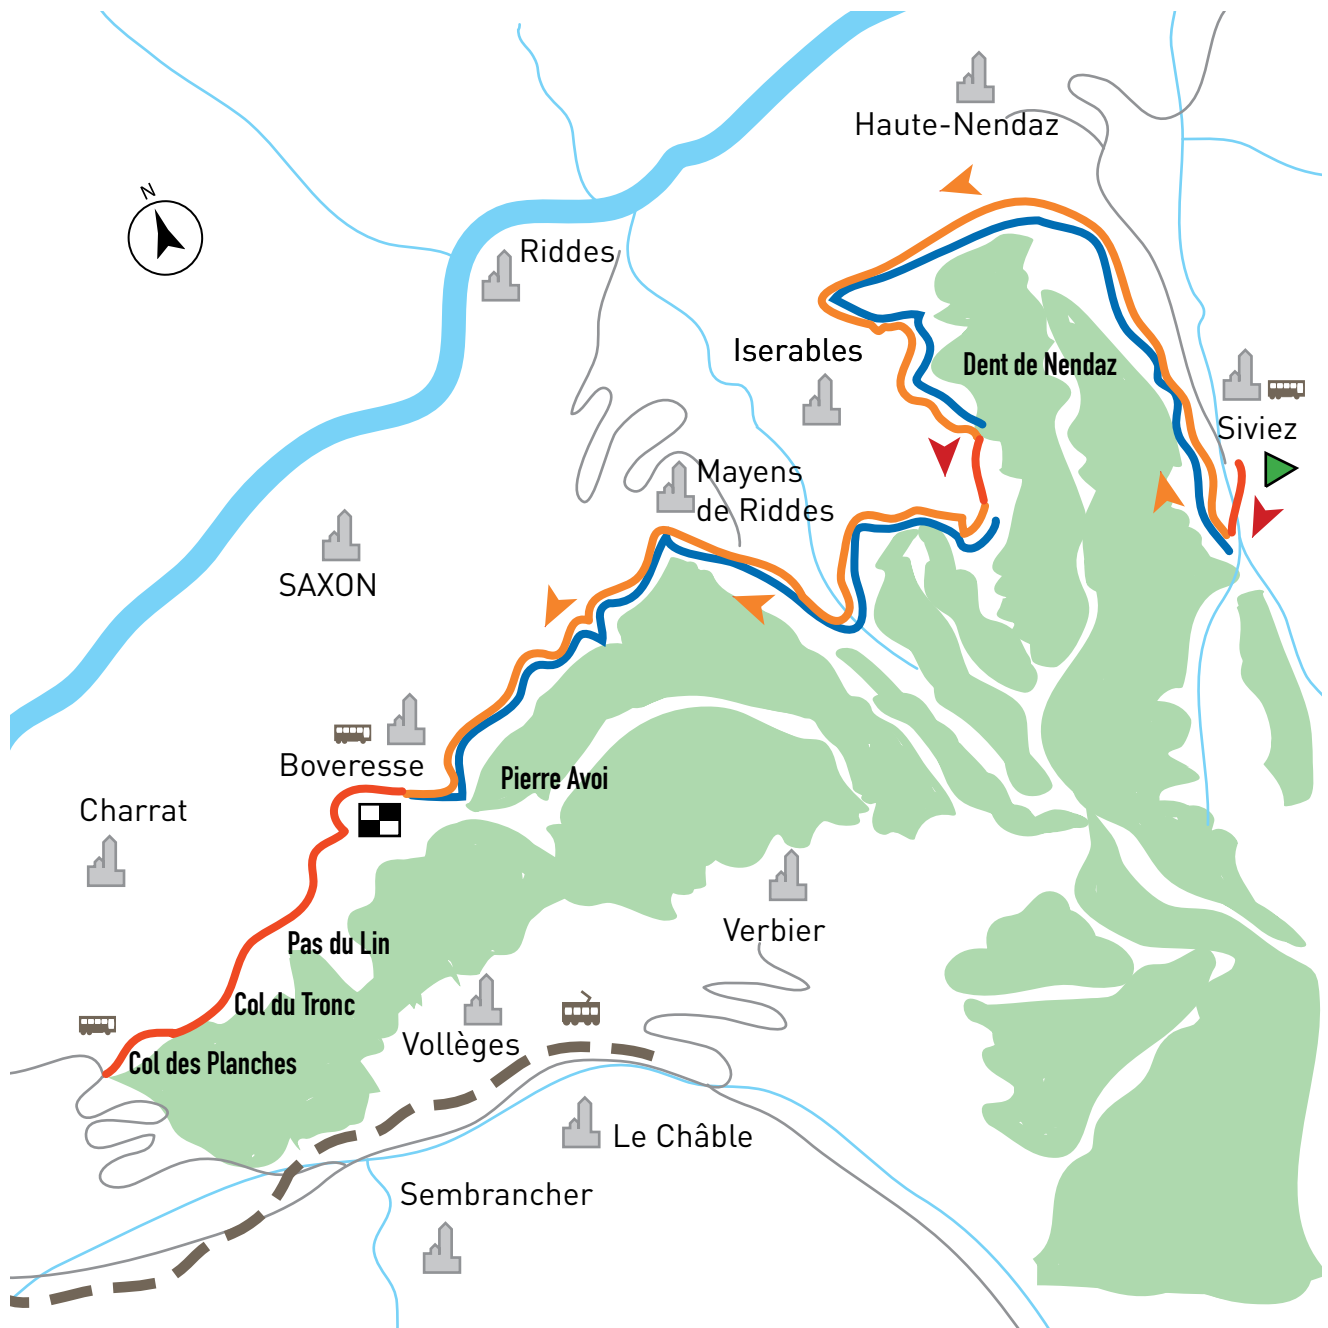 Haute-Nendaz
N
Riddes
Iserables
Dent de Nendaz
Siviez
Mayens
de Riddes
SAXON
Boveresse
Pierre Avoi
Charrat
Verbier
Pas du Lin
Col du Tronc
Vollèges
Col des Planches
Le Châble
Sembrancher